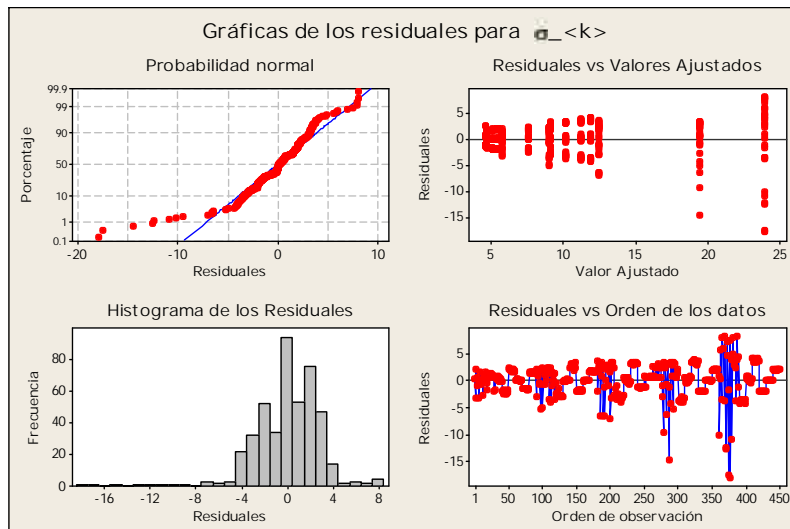 Gráficas de los residuales para α_<k>
Probabilidad normal
99.9
99
90
50
10
1
0.1
Porcentaje
-20 -10 0 10
Residuales
Residuales vs Valores Ajustados
5
0
-5
-10
-15
Residuales
5 10 15 20 25
Valor Ajustado
Histograma de los Residuales
80
60
40
20
0
Frecuencia
-16 -12 -8 -4 0 4 8
Residuales
Residuales vs Orden de los datos
5
0
-5
-10
-15
Residuales
1 50 100 150 200 250 300 350 400 450
Orden de observación